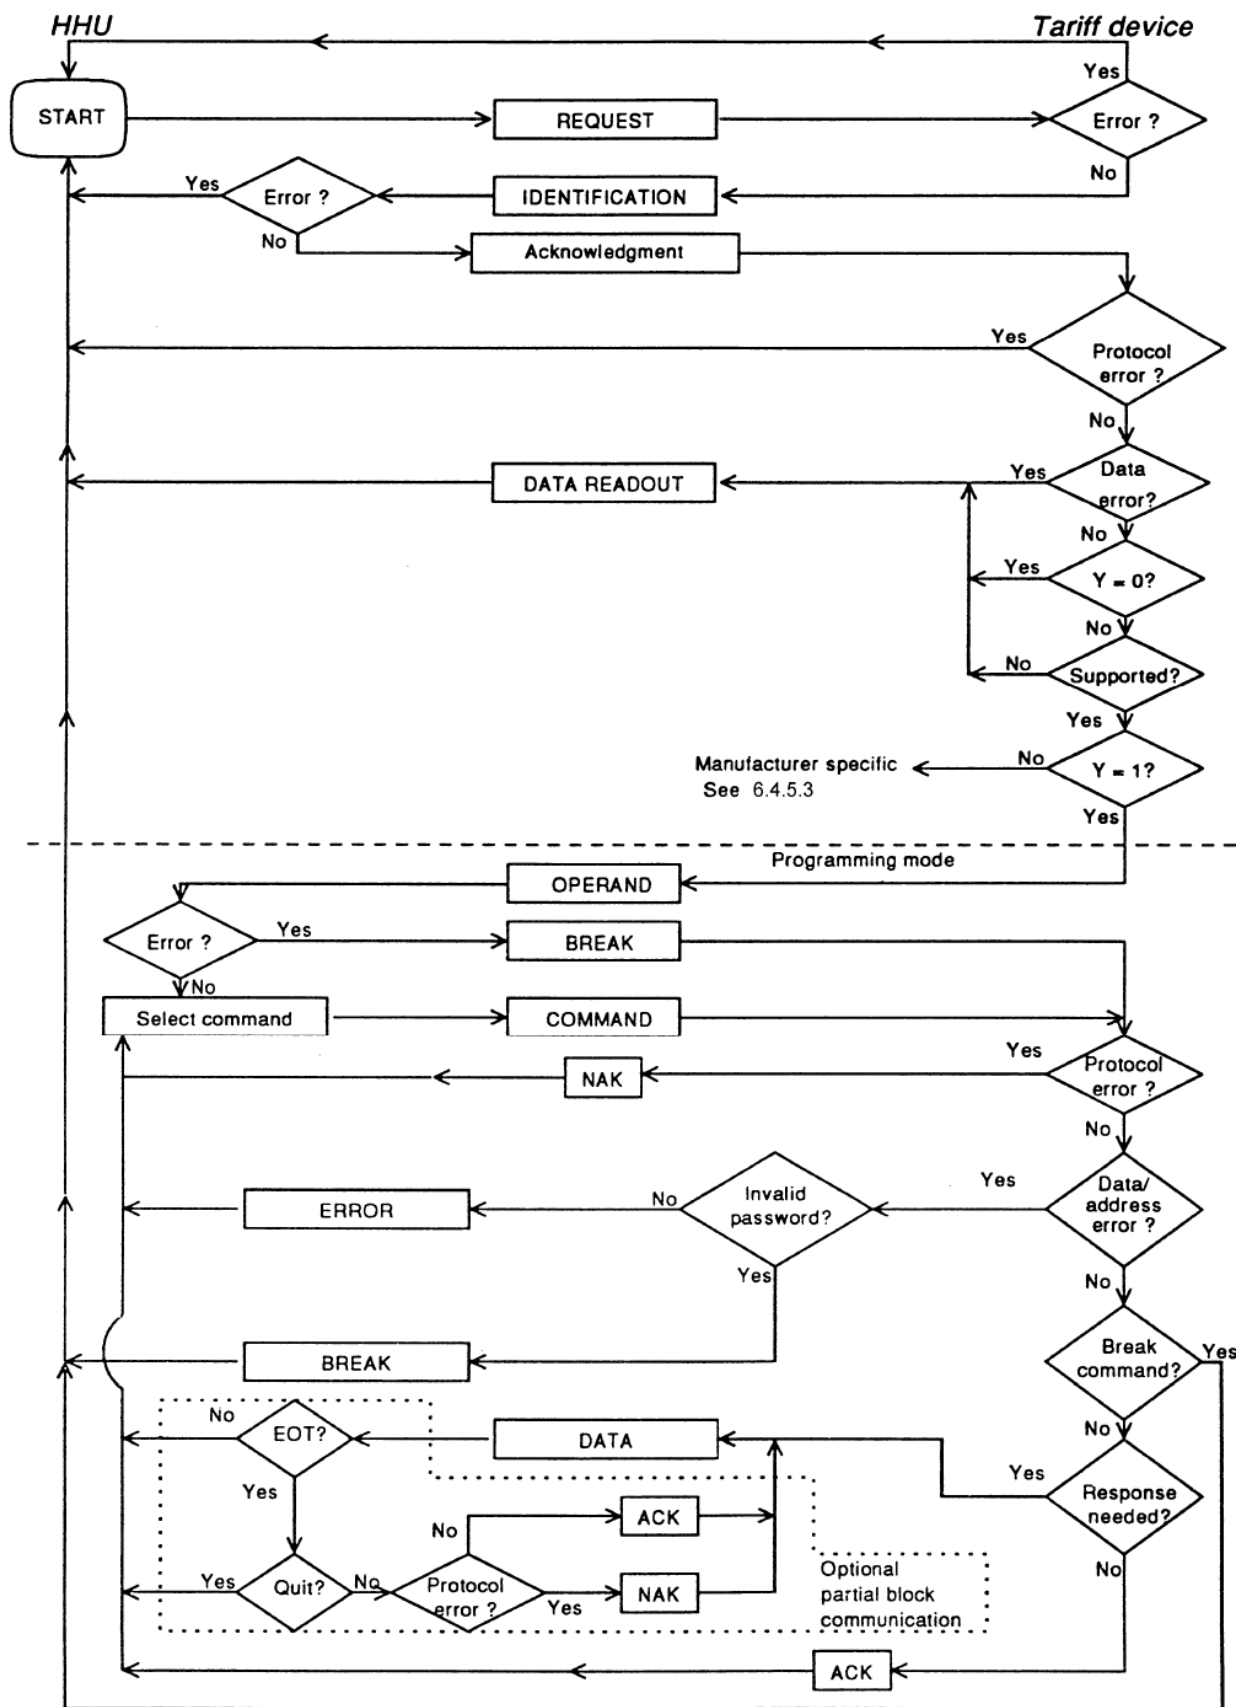 HHU
Tariff device
Yes
START
REQUEST
Error ?
No
Yes
Error ?
IDENTIFICATION
No
Acknowledgment
Yes
Protocol
error ?
No
DATA READOUT
Yes
Data
error?
No
Yes
Y = 0?
No
No
Supported?
Yes
Manufacturer specific
See 6.4.5.3
No
Y = 1?
Yes
Programming mode
OPERAND
Error ?
Yes
BREAK
No
Select command
COMMAND
NAK
Yes
Protocol
error ?
No
ERROR
No
Invalid
password?
Yes
Data/
address
error ?
Yes
No
BREAK
Break
command?
Yes
No
No
EOT?
DATA
Yes
Response
needed?
Yes
No
ACK
Yes
Quit?
No
Protocol
error ?
Yes
NAK
Optional
partial block
communication
No
ACK